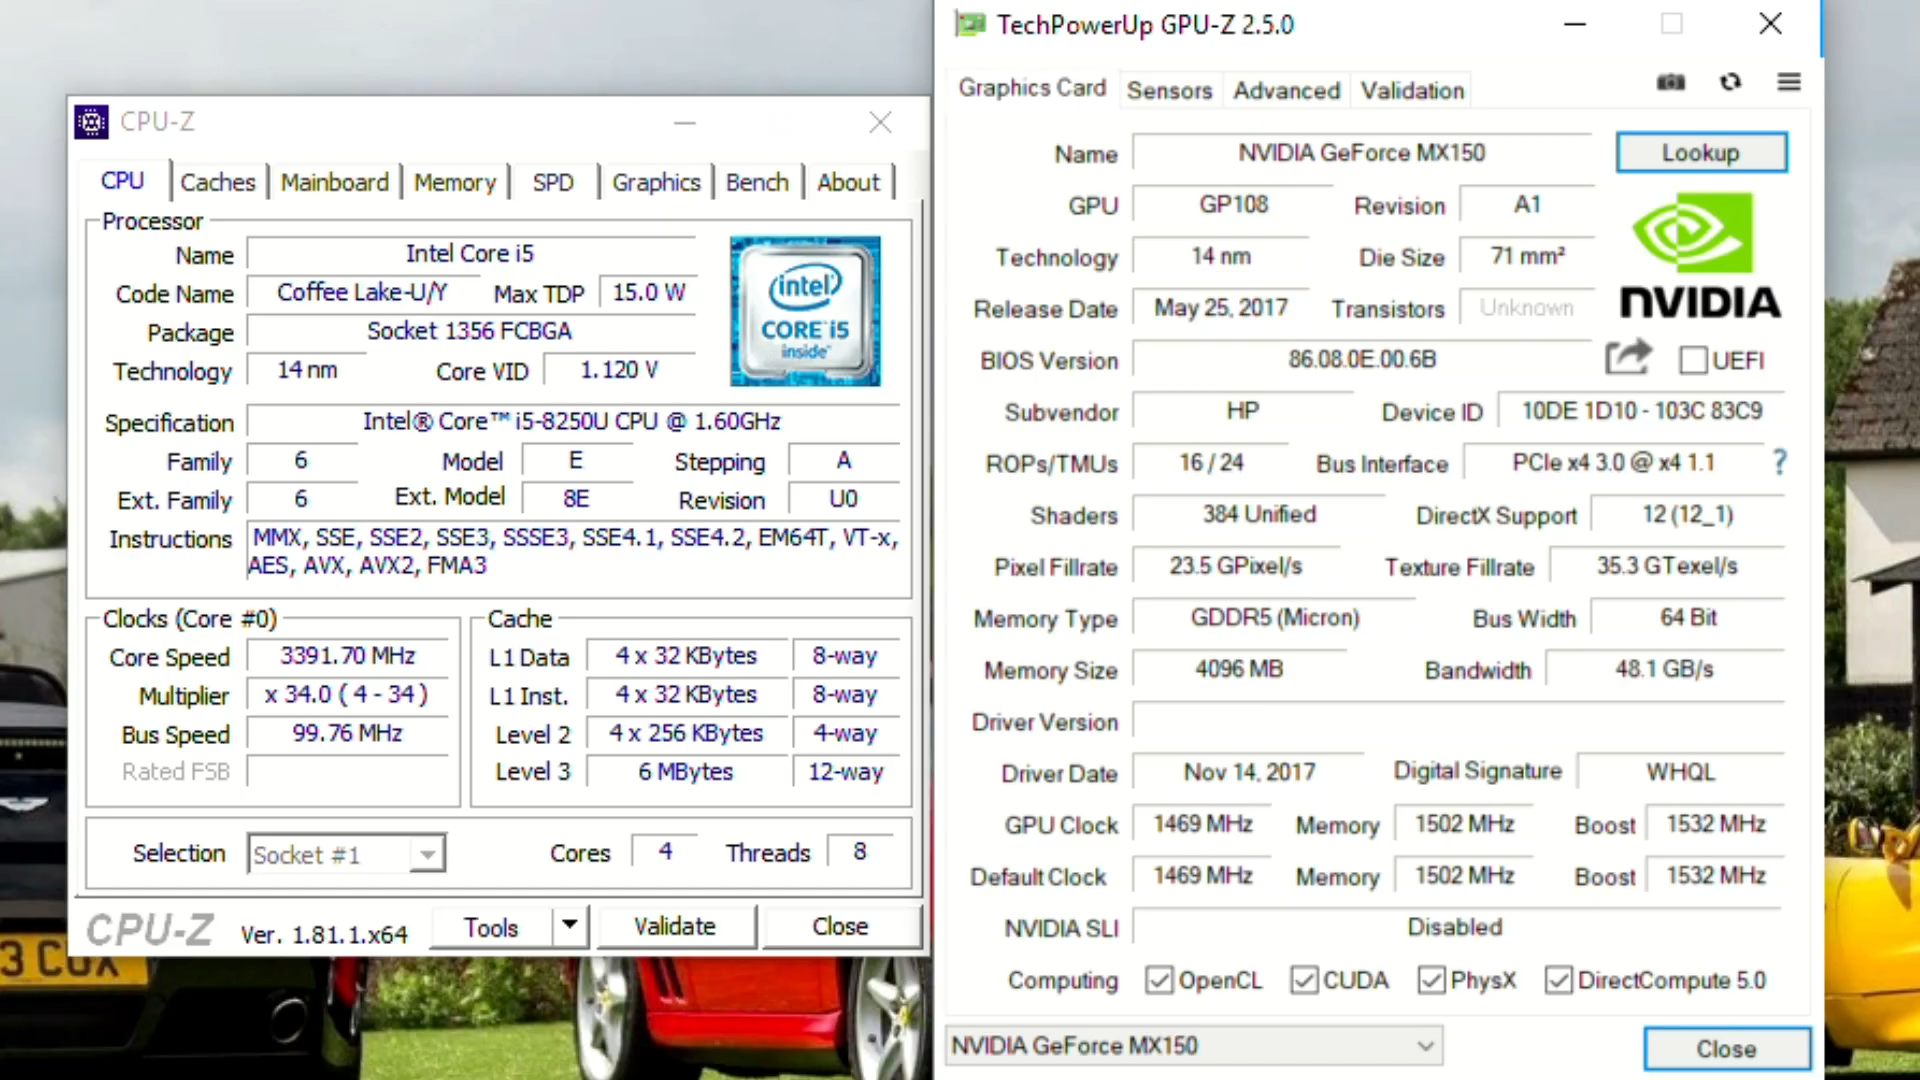 CPU-Z
CPU Caches Mainboard Memory SPD Graphics Bench About
Processor
Name Intel Core i5
Code Name Coffee Lake-U/Y Max TDP 15.0 W
Package Socket 1356 FCBGA
Technology 14 nm Core VID 1.120 V
intel CORE i5 inside
Specification Intel® Core™ i5-8250U CPU @ 1.60GHz
Family 6 Model E Stepping A
Ext. Family 6 Ext. Model 8E Revision U0
Instructions MMX, SSE, SSE2, SSE3, SSSE3, SSE4.1, SSE4.2, EM64T, VT-x,
AES, AVX, AVX2, FMA3
Clocks (Core #0)
Core Speed 3391.70 MHz
Multiplier x 34.0 ( 4 - 34 )
Bus Speed 99.76 MHz
Rated FSB
Cache
L1 Data 4 x 32 KBytes 8-way
L1 Inst. 4 x 32 KBytes 8-way
Level 2 4 x 256 KBytes 4-way
Level 3 6 MBytes 12-way
Selection Socket #1 Cores 4 Threads 8
CPU-Z Ver. 1.81.1.x64 Tools Validate Close
TechPowerUp GPU-Z 2.5.0
Graphics Card Sensors Advanced Validation
Name NVIDIA GeForce MX150 Lookup
GPU GP108 Revision A1
Technology 14 nm Die Size 71 mm²
Release Date May 25, 2017 Transistors Unknown
NVIDIA
BIOS Version 86.08.0E.00.6B UEFI
Subvendor HP Device ID 10DE 1D10 - 103C 83C9
ROPs/TMUs 16 / 24 Bus Interface PCIe x4 3.0 @ x4 1.1 ?
Shaders 384 Unified DirectX Support 12 (12_1)
Pixel Fillrate 23.5 GPixel/s Texture Fillrate 35.3 GTexel/s
Memory Type GDDR5 (Micron) Bus Width 64 Bit
Memory Size 4096 MB Bandwidth 48.1 GB/s
Driver Version
Driver Date Nov 14, 2017 Digital Signature WHQL
GPU Clock 1469 MHz Memory 1502 MHz Boost 1532 MHz
Default Clock 1469 MHz Memory 1502 MHz Boost 1532 MHz
NVIDIA SLI Disabled
Computing OpenCL CUDA PhysX DirectCompute 5.0
NVIDIA GeForce MX150 Close